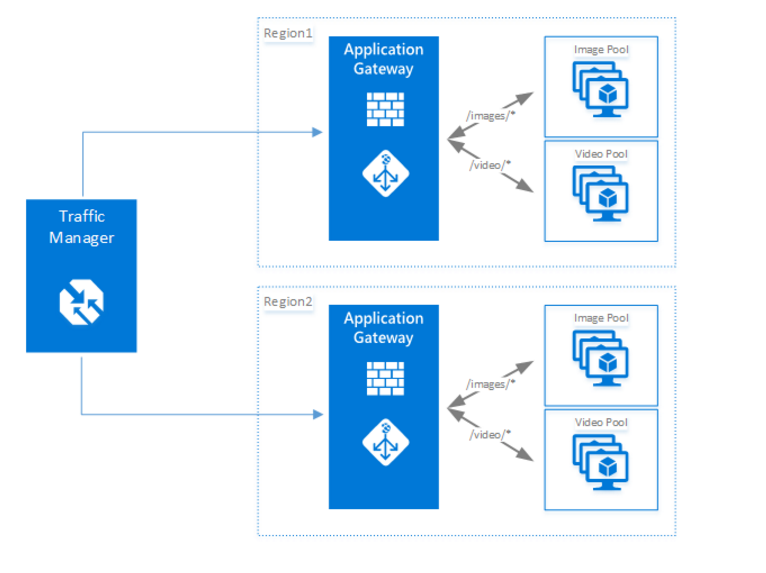 Region1
Application
Gateway
Image Pool
/images/*
Video Pool
/video/*
Traffic
Manager
Region2
Application
Gateway
Image Pool
/images/*
Video Pool
/video/*